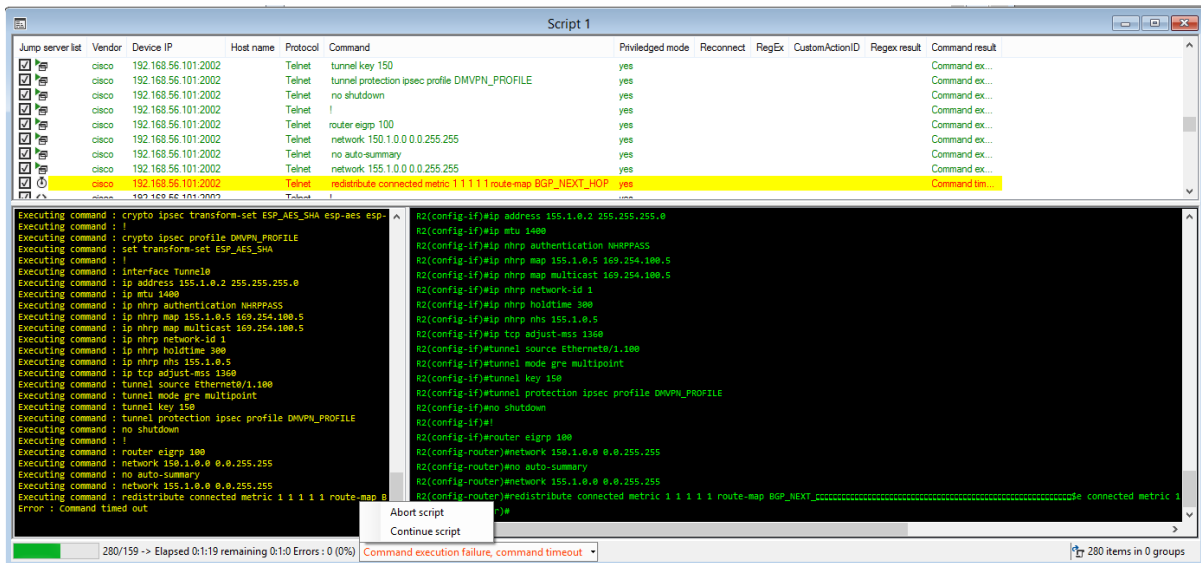 Script 1
Jump server list Vendor Device IP Host name Protocol Command Priviledged mode Reconnect RegEx CustomActionID Regex result Command result
cisco 192.168.56.101:2002 Telnet tunnel key 150 yes Command ex...
cisco 192.168.56.101:2002 Telnet tunnel protection ipsec profile DMVPN_PROFILE yes Command ex...
cisco 192.168.56.101:2002 Telnet no shutdown yes Command ex...
cisco 192.168.56.101:2002 Telnet ! yes Command ex...
cisco 192.168.56.101:2002 Telnet router eigrp 100 yes Command ex...
cisco 192.168.56.101:2002 Telnet network 150.1.0.0 0.0.255.255 yes Command ex...
cisco 192.168.56.101:2002 Telnet no auto-summary yes Command ex...
cisco 192.168.56.101:2002 Telnet network 155.1.0.0 0.0.255.255 yes Command ex...
cisco 192.168.56.101:2002 Telnet redistribute connected metric 1 1 1 1 1 route-map BGP_NEXT_HOP yes Command tim...
Executing command : crypto ipsec transform-set ESP_AES_SHA esp-aes esp-
Executing command : !
Executing command : crypto ipsec profile DMVPN_PROFILE
Executing command : set transform-set ESP_AES_SHA
Executing command : !
Executing command : interface Tunnel0
Executing command : ip address 155.1.0.2 255.255.255.0
Executing command : ip mtu 1400
Executing command : ip nhrp authentication NHRPPASS
Executing command : ip nhrp map 155.1.0.5 169.254.100.5
Executing command : ip nhrp map multicast 169.254.100.5
Executing command : ip nhrp network-id 1
Executing command : ip nhrp holdtime 300
Executing command : ip nhrp nhs 155.1.0.5
Executing command : ip tcp adjust-mss 1360
Executing command : tunnel source Ethernet0/1.100
Executing command : tunnel mode gre multipoint
Executing command : tunnel key 150
Executing command : tunnel protection ipsec profile DMVPN_PROFILE
Executing command : no shutdown
Executing command : !
Executing command : router eigrp 100
Executing command : network 150.1.0.0 0.0.255.255
Executing command : no auto-summary
Executing command : network 155.1.0.0 0.0.255.255
Executing command : redistribute connected metric 1 1 1 1 1 route-map B
Error : Command timed out
R2(config-if)#ip address 155.1.0.2 255.255.255.0
R2(config-if)#ip mtu 1400
R2(config-if)#ip nhrp authentication NHRPPASS
R2(config-if)#ip nhrp map 155.1.0.5 169.254.100.5
R2(config-if)#ip nhrp map multicast 169.254.100.5
R2(config-if)#ip nhrp network-id 1
R2(config-if)#ip nhrp holdtime 300
R2(config-if)#ip nhrp nhs 155.1.0.5
R2(config-if)#ip tcp adjust-mss 1360
R2(config-if)#tunnel source Ethernet0/1.100
R2(config-if)#tunnel mode gre multipoint
R2(config-if)#tunnel key 150
R2(config-if)#tunnel protection ipsec profile DMVPN_PROFILE
R2(config-if)#no shutdown
R2(config-if)#!
R2(config-if)#router eigrp 100
R2(config-router)#network 150.1.0.0 0.0.255.255
R2(config-router)#no auto-summary
R2(config-router)#network 155.1.0.0 0.0.255.255
R2(config-router)#redistribute connected metric 1 1 1 1 1 route-map BGP_NEXT_ $e connected metric 1
r)#
Abort script
Continue script
280/159 -> Elapsed 0:1:19 remaining 0:1:0 Errors : 0 (0%) Command execution failure, command timeout
280 items in 0 groups